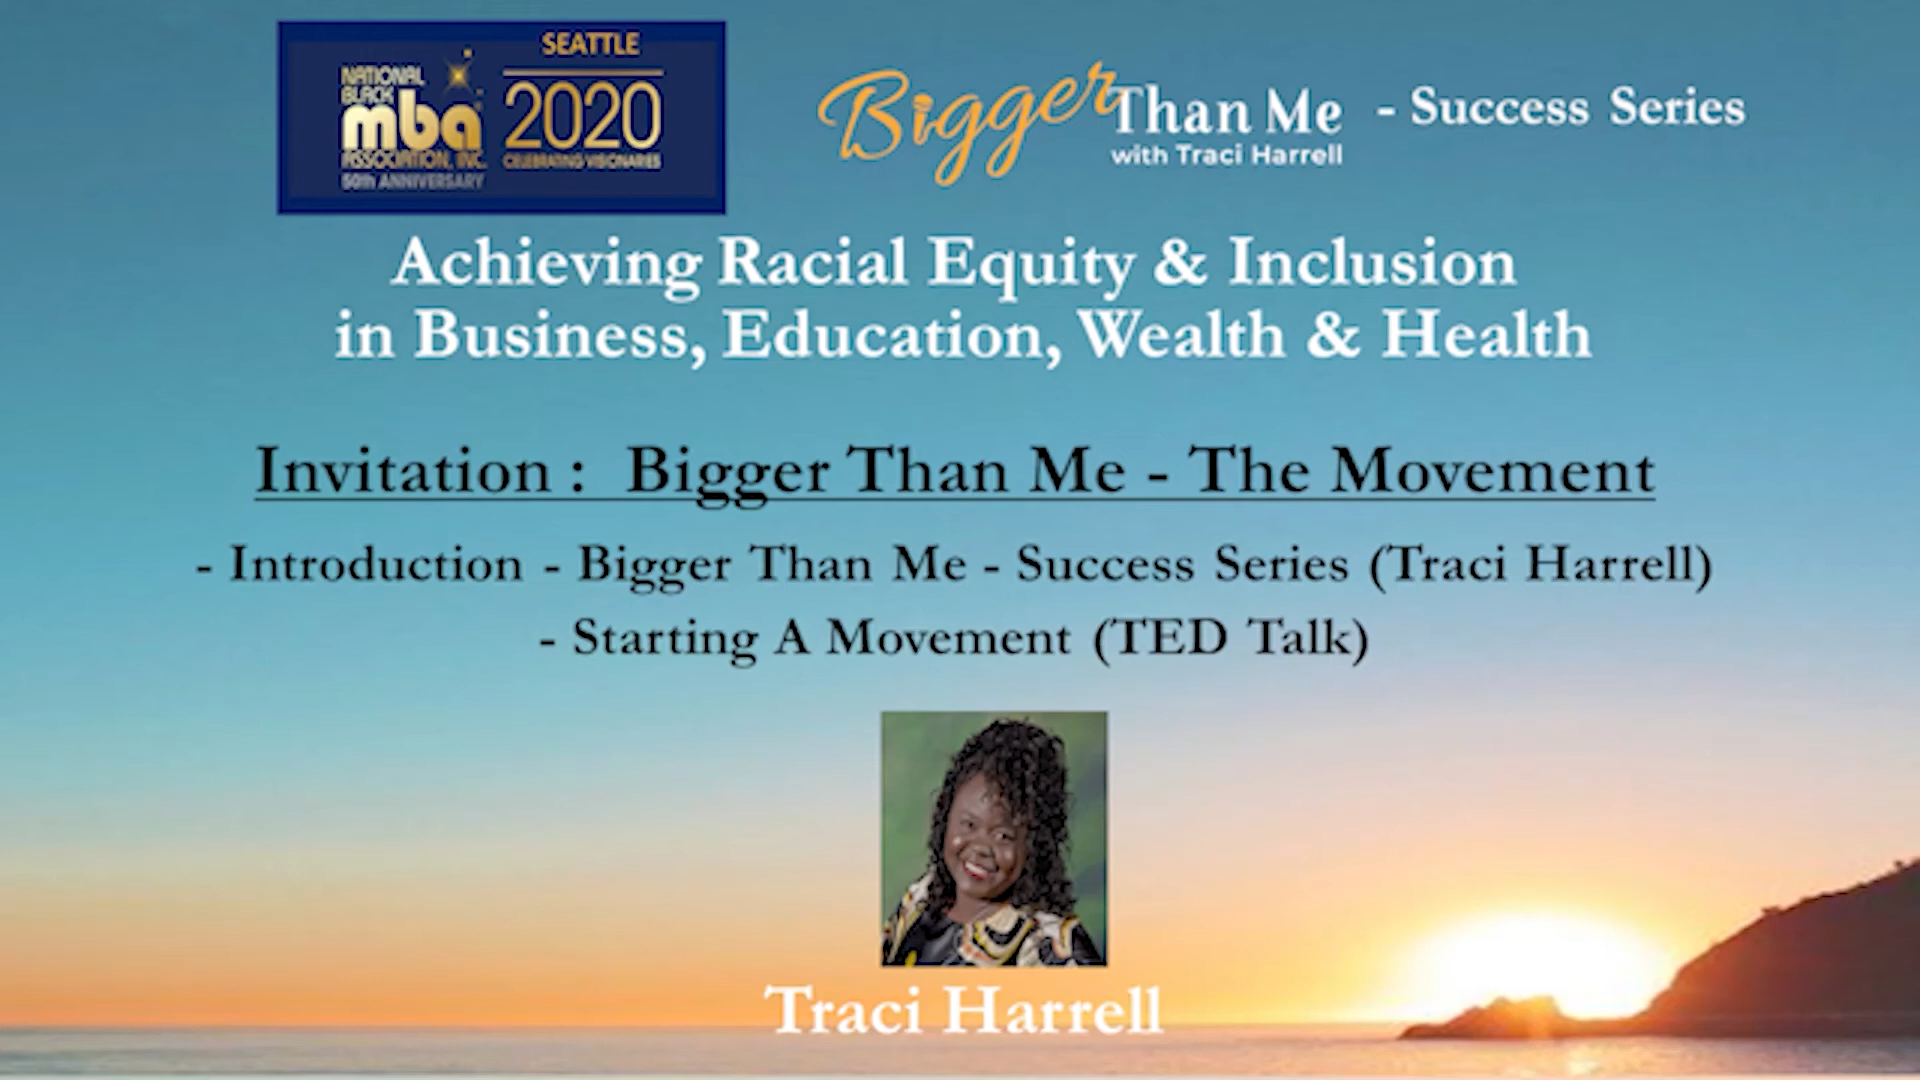 SEATTLE
NATIONAL
BLACK
mba
ASSOCIATION, INC.
50th ANNIVERSARY
2020
CELEBRATING VISIONARIES
Bigger Than Me - Success Series
with Traci Harrell
Achieving Racial Equity & Inclusion
in Business, Education, Wealth & Health
Invitation : Bigger Than Me - The Movement
- Introduction - Bigger Than Me - Success Series (Traci Harrell)
- Starting A Movement (TED Talk)
Traci Harrell